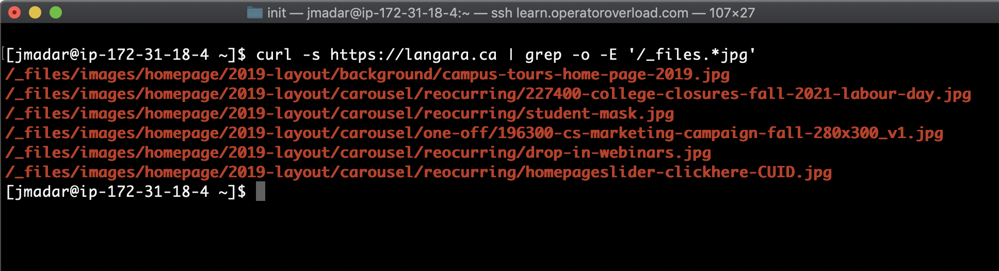 init — jmadar@ip-172-31-18-4:~ — ssh learn.operatoroverload.com — 107×27
[jmadar@ip-172-31-18-4 ~]$ curl -s https://langara.ca | grep -o -E '/_files.*jpg'
/_files/images/homepage/2019-layout/background/campus-tours-home-page-2019.jpg
/_files/images/homepage/2019-layout/carousel/reocurring/227400-college-closures-fall-2021-labour-day.jpg
/_files/images/homepage/2019-layout/carousel/reocurring/student-mask.jpg
/_files/images/homepage/2019-layout/carousel/one-off/196300-cs-marketing-campaign-fall-280x300_v1.jpg
/_files/images/homepage/2019-layout/carousel/reocurring/drop-in-webinars.jpg
/_files/images/homepage/2019-layout/carousel/reocurring/homepageslider-clickhere-CUID.jpg
[jmadar@ip-172-31-18-4 ~]$